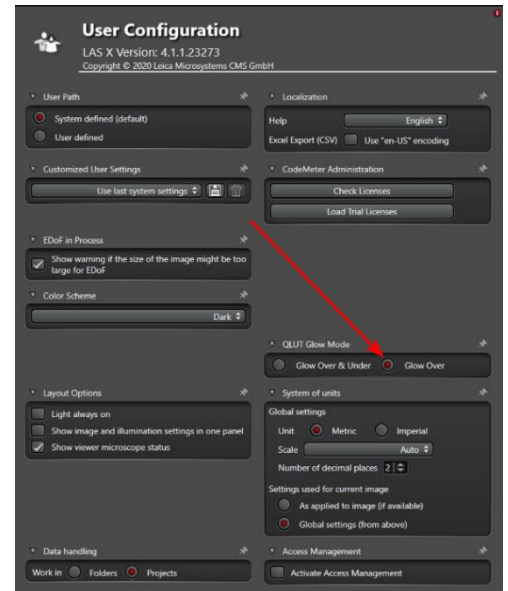 User Configuration
LAS X Version: 4.1.1.23273
Copyright © 2020 Leica Microsystems CMS GmbH
User Path
System defined (default)
User defined
Localization
Help English
Excel Export (CSV) Use "en-US" encoding
Customized User Settings
Use last system settings
CodeMeter Administration
Check Licenses
Load Trial Licenses
EDoF in Process
Show warning if the size of the image might be too
large for EDoF
Color Scheme
Dark
QLUT Glow Mode
Glow Over & Under Glow Over
Layout Options
Light always on
Show image and illumination settings in one panel
Show viewer microscope status
System of units
Global settings
Unit Metric Imperial
Scale Auto
Number of decimal places 2
Settings used for current image
As applied to image (if available)
Global settings (from above)
Data handling
Work in Folders Projects
Access Management
Activate Access Management